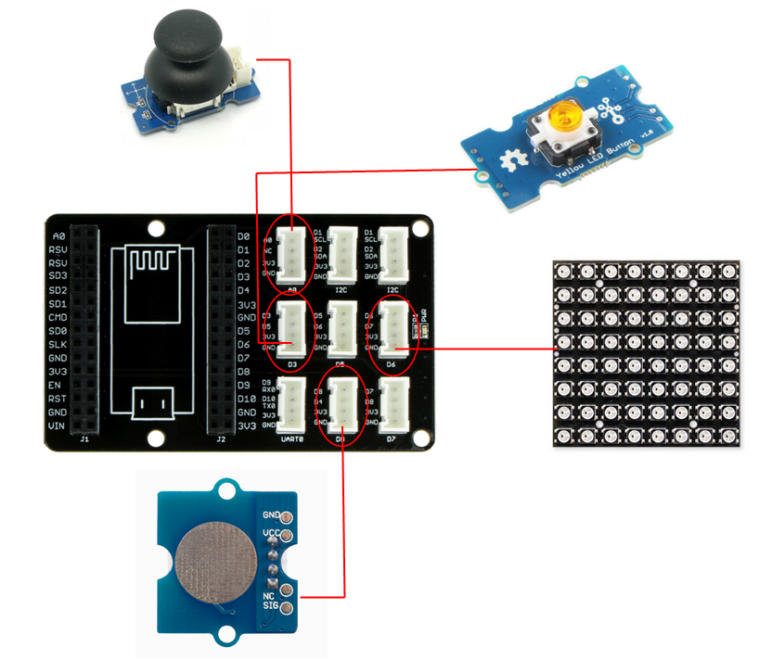 Yellow LED Button v1.0
A0
RSV
RSV
SD3
SD2
SD1
CMD
SD0
SLK
GND
3V3
EN
RST
GND
VIN
J1
D0
D1
D2
D3
D4
3V3
GND
D5
D6
D7
D8
D9
D10
GND
3V3
J2
A0
NC
3V3
GND
A0
D1
SCL
D2
SDA
3V3
GND
I2C
D1
SCL
D2
SDA
3V3
GND
I2C
D3
D5
3V3
GND
D3
D5
D6
3V3
GND
D5
D6
D7
3V3
GND
D6
R1
PWR
D9
RX0
D10
TX0
3V3
GND
UART0
D8
D4
3V3
GND
D8
D7
D8
3V3
GND
D7
GND
VCC
NC
SIG